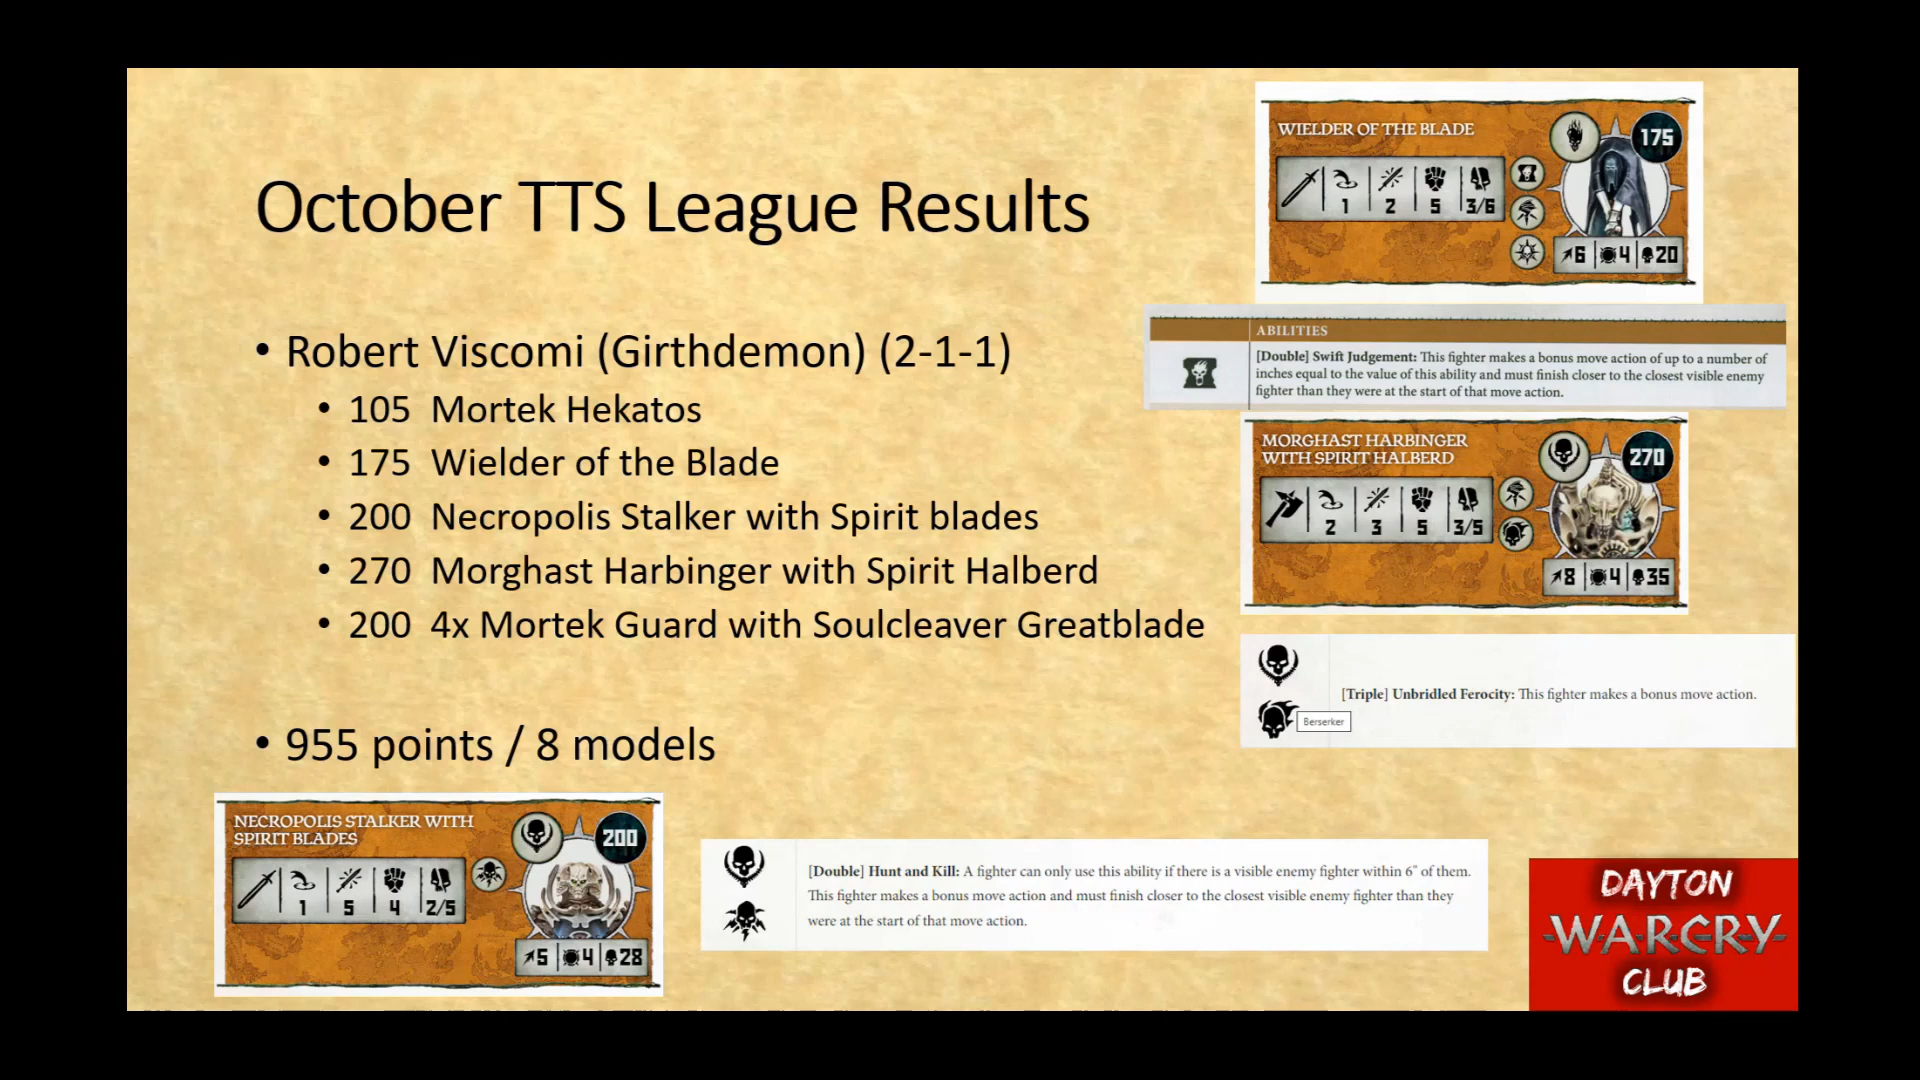 October TTS League Results
• Robert Viscomi (Girthdemon) (2-1-1)
• 105 Mortek Hekatos
• 175 Wielder of the Blade
• 200 Necropolis Stalker with Spirit blades
• 270 Morghast Harbinger with Spirit Halberd
• 200 4x Mortek Guard with Soulcleaver Greatblade
• 955 points / 8 models
WIELDER OF THE BLADE
175
1 2 5 3/6
6 4 20
ABILITIES
[Double] Swift Judgement: This fighter makes a bonus move action of up to a number of
inches equal to the value of this ability and must finish closer to the closest visible enemy
fighter than they were at the start of that move action.
MORGHAST HARBINGER
WITH SPIRIT HALBERD
270
2 3 5 3/5
8 4 35
[Triple] Unbridled Ferocity: This fighter makes a bonus move action.
Berserker
NECROPOLIS STALKER WITH
SPIRIT BLADES
200
1 5 4 2/5
5 4 28
[Double] Hunt and Kill: A fighter can only use this ability if there is a visible enemy fighter within 6" of them.
This fighter makes a bonus move action and must finish closer to the closest visible enemy fighter than they
were at the start of that move action.
DAYTON
WARCRY
CLUB